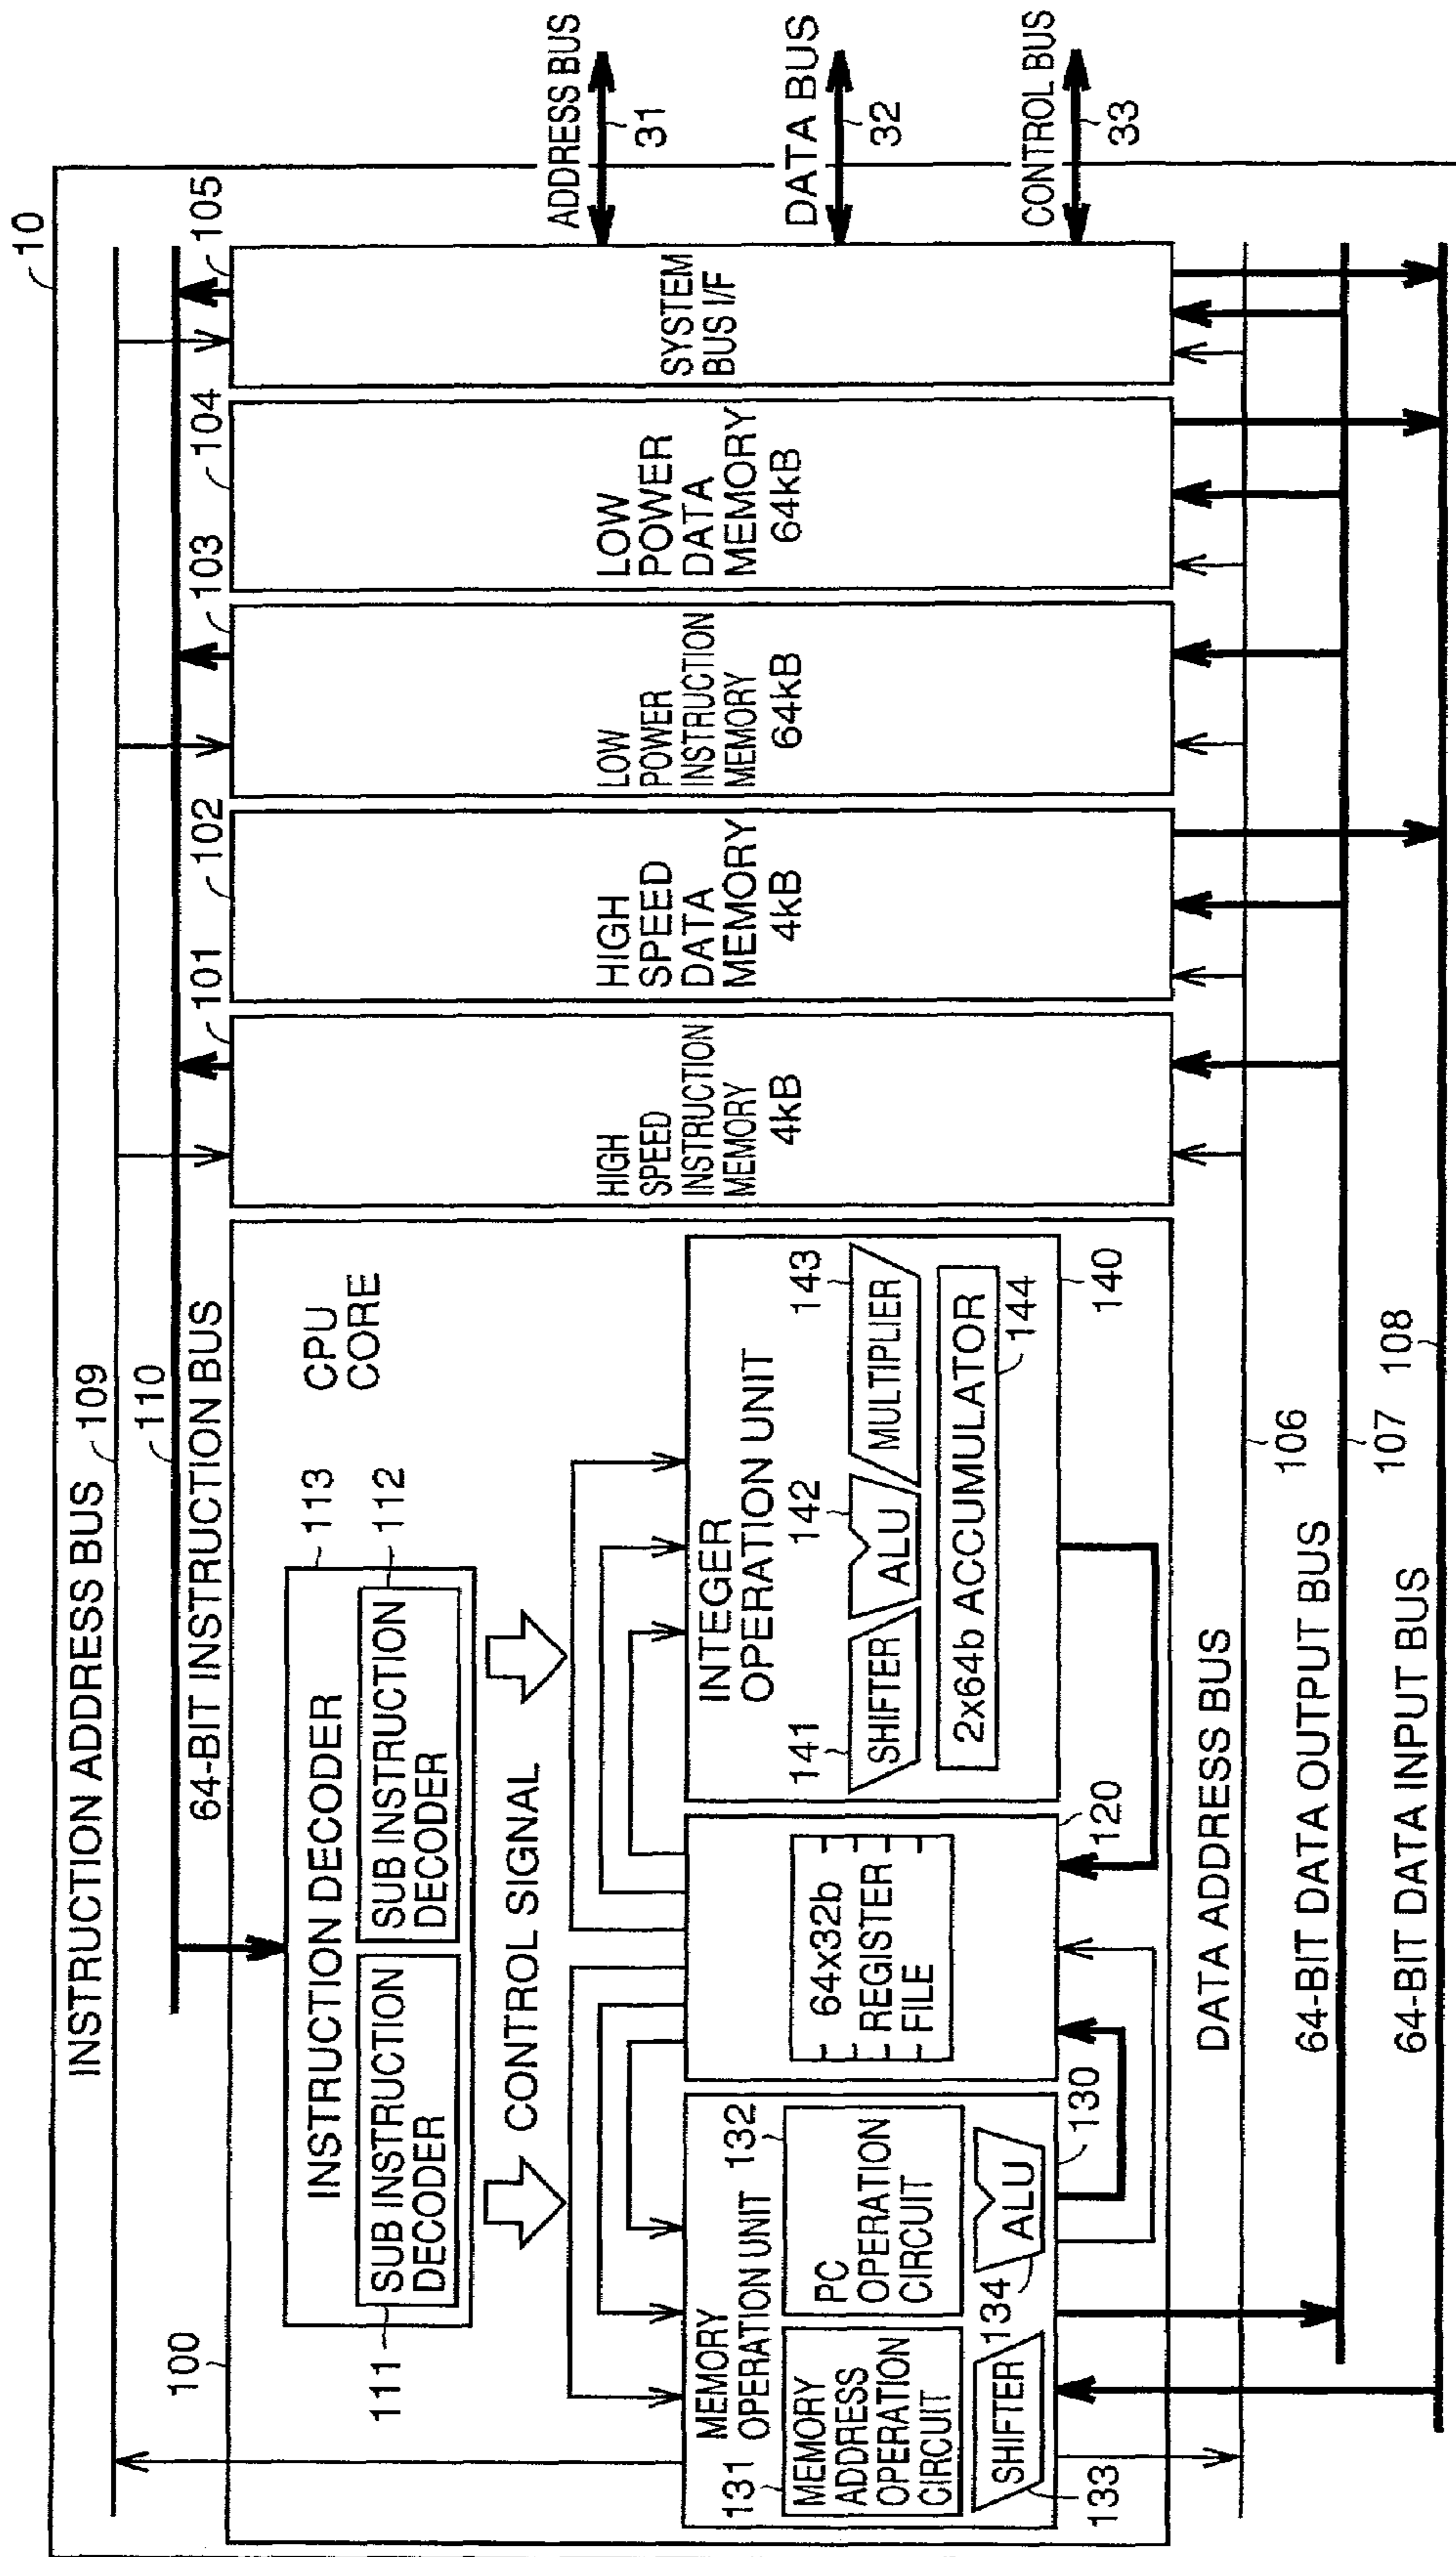 10
INSTRUCTION ADDRESS BUS
109
110
64-BIT INSTRUCTION BUS
100
CPU
CORE
113
INSTRUCTION DECODER
111
SUB INSTRUCTION
DECODER
112
SUB INSTRUCTION
DECODER
CONTROL SIGNAL
MEMORY
OPERATION UNIT
130
131
MEMORY
ADDRESS
OPERATION
CIRCUIT
132
PC
OPERATION
CIRCUIT
SHIFTER
133
ALU
134
64x32b
REGISTER
FILE
120
INTEGER
OPERATION UNIT
141
SHIFTER
142
ALU
143
MULTIPLIER
2x64b ACCUMULATOR
144
140
101
HIGH
SPEED
INSTRUCTION
MEMORY
4kB
102
HIGH
SPEED
DATA
MEMORY
4kB
103
LOW
POWER
INSTRUCTION
MEMORY
64kB
104
LOW
POWER
DATA
MEMORY
64kB
105
SYSTEM
BUS I/F
ADDRESS BUS
31
DATA BUS
32
CONTROL BUS
33
DATA ADDRESS BUS
106
64-BIT DATA OUTPUT BUS
107
64-BIT DATA INPUT BUS
108